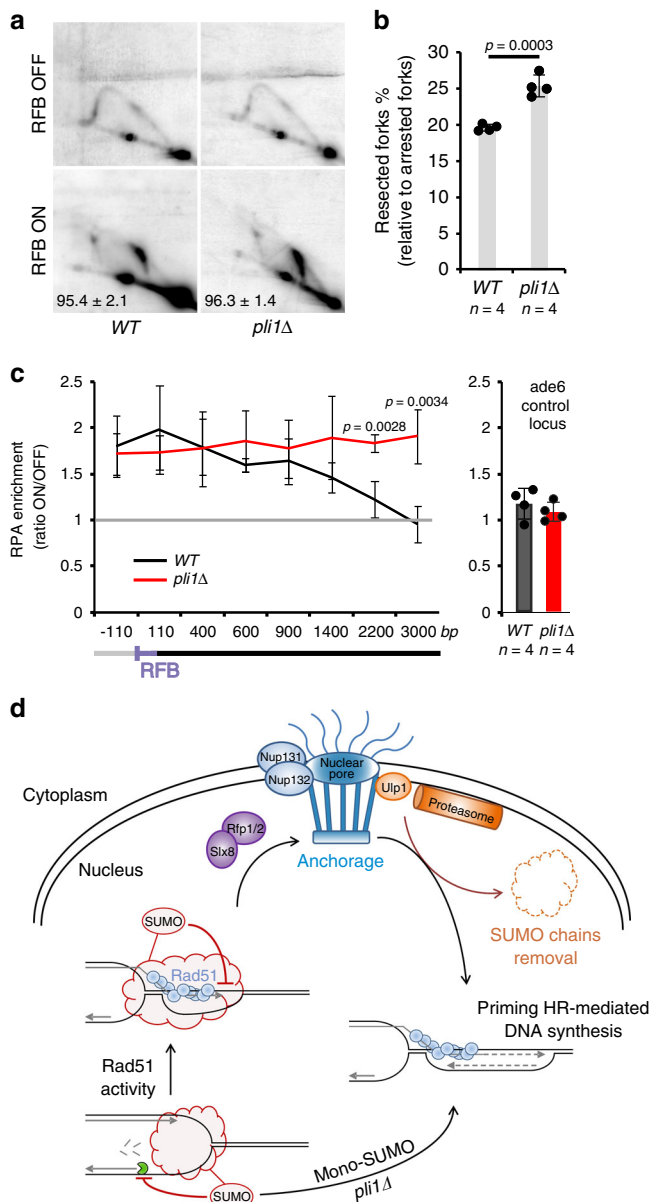 a
RFB OFF
RFB ON
95.4 ± 2.1
96.3 ± 1.4
WT
pli1Δ
b
p = 0.0003
Resected forks %
(relative to arrested forks)
35
30
25
20
15
10
5
0
WT
pli1Δ
n = 4
n = 4
c
RPA enrichment
(ratio ON/OFF)
2.5
2
1.5
1
0.5
0
p = 0.0028
p = 0.0034
WT
pli1Δ
-110 110 400 600 900 1400 2200 3000 bp
RFB
2.5
2
1.5
1
0.5
0
ade6
control
locus
WT pli1Δ
n = 4 n = 4
d
Cytoplasm
Nucleus
Nup131
Nup132
Nuclear
pore
Ulp1
Proteasome
Rfp1/2
Slx8
Anchorage
SUMO chains
removal
SUMO
Rad51
Priming HR-mediated
DNA synthesis
Rad51
activity
SUMO
Mono-SUMO
pli1Δ